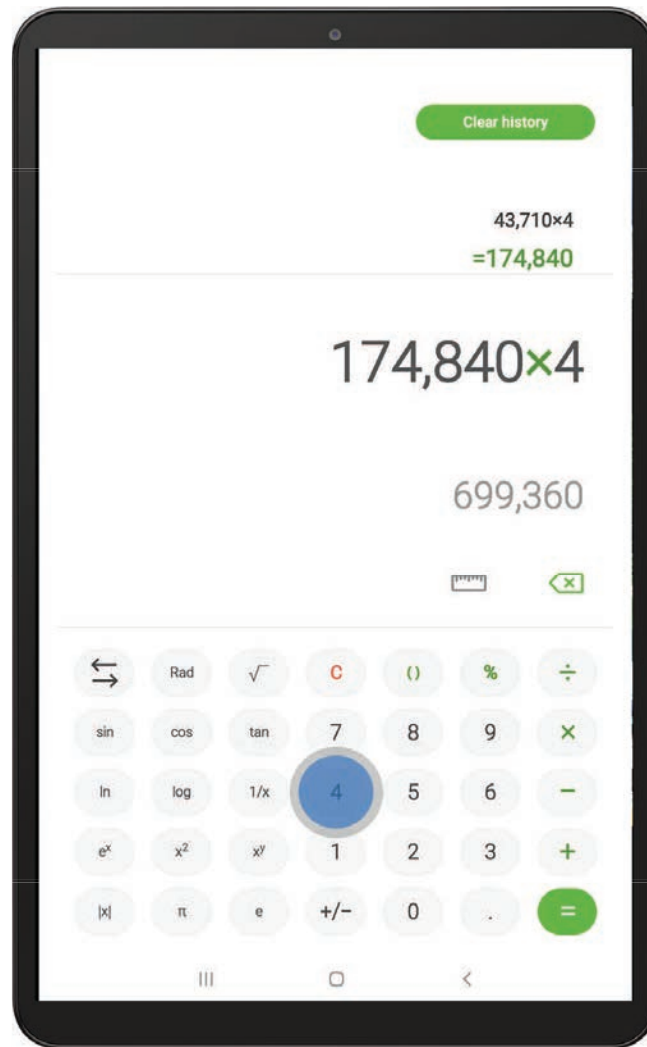 Clear history
43,710×4
=174,840
174,840×4
699,360
Rad √ C () % ÷
sin cos tan 7 8 9 ×
ln log 1/x 4 5 6 −
eˣ x² xʸ 1 2 3 +
|x| π e +/− 0 . =